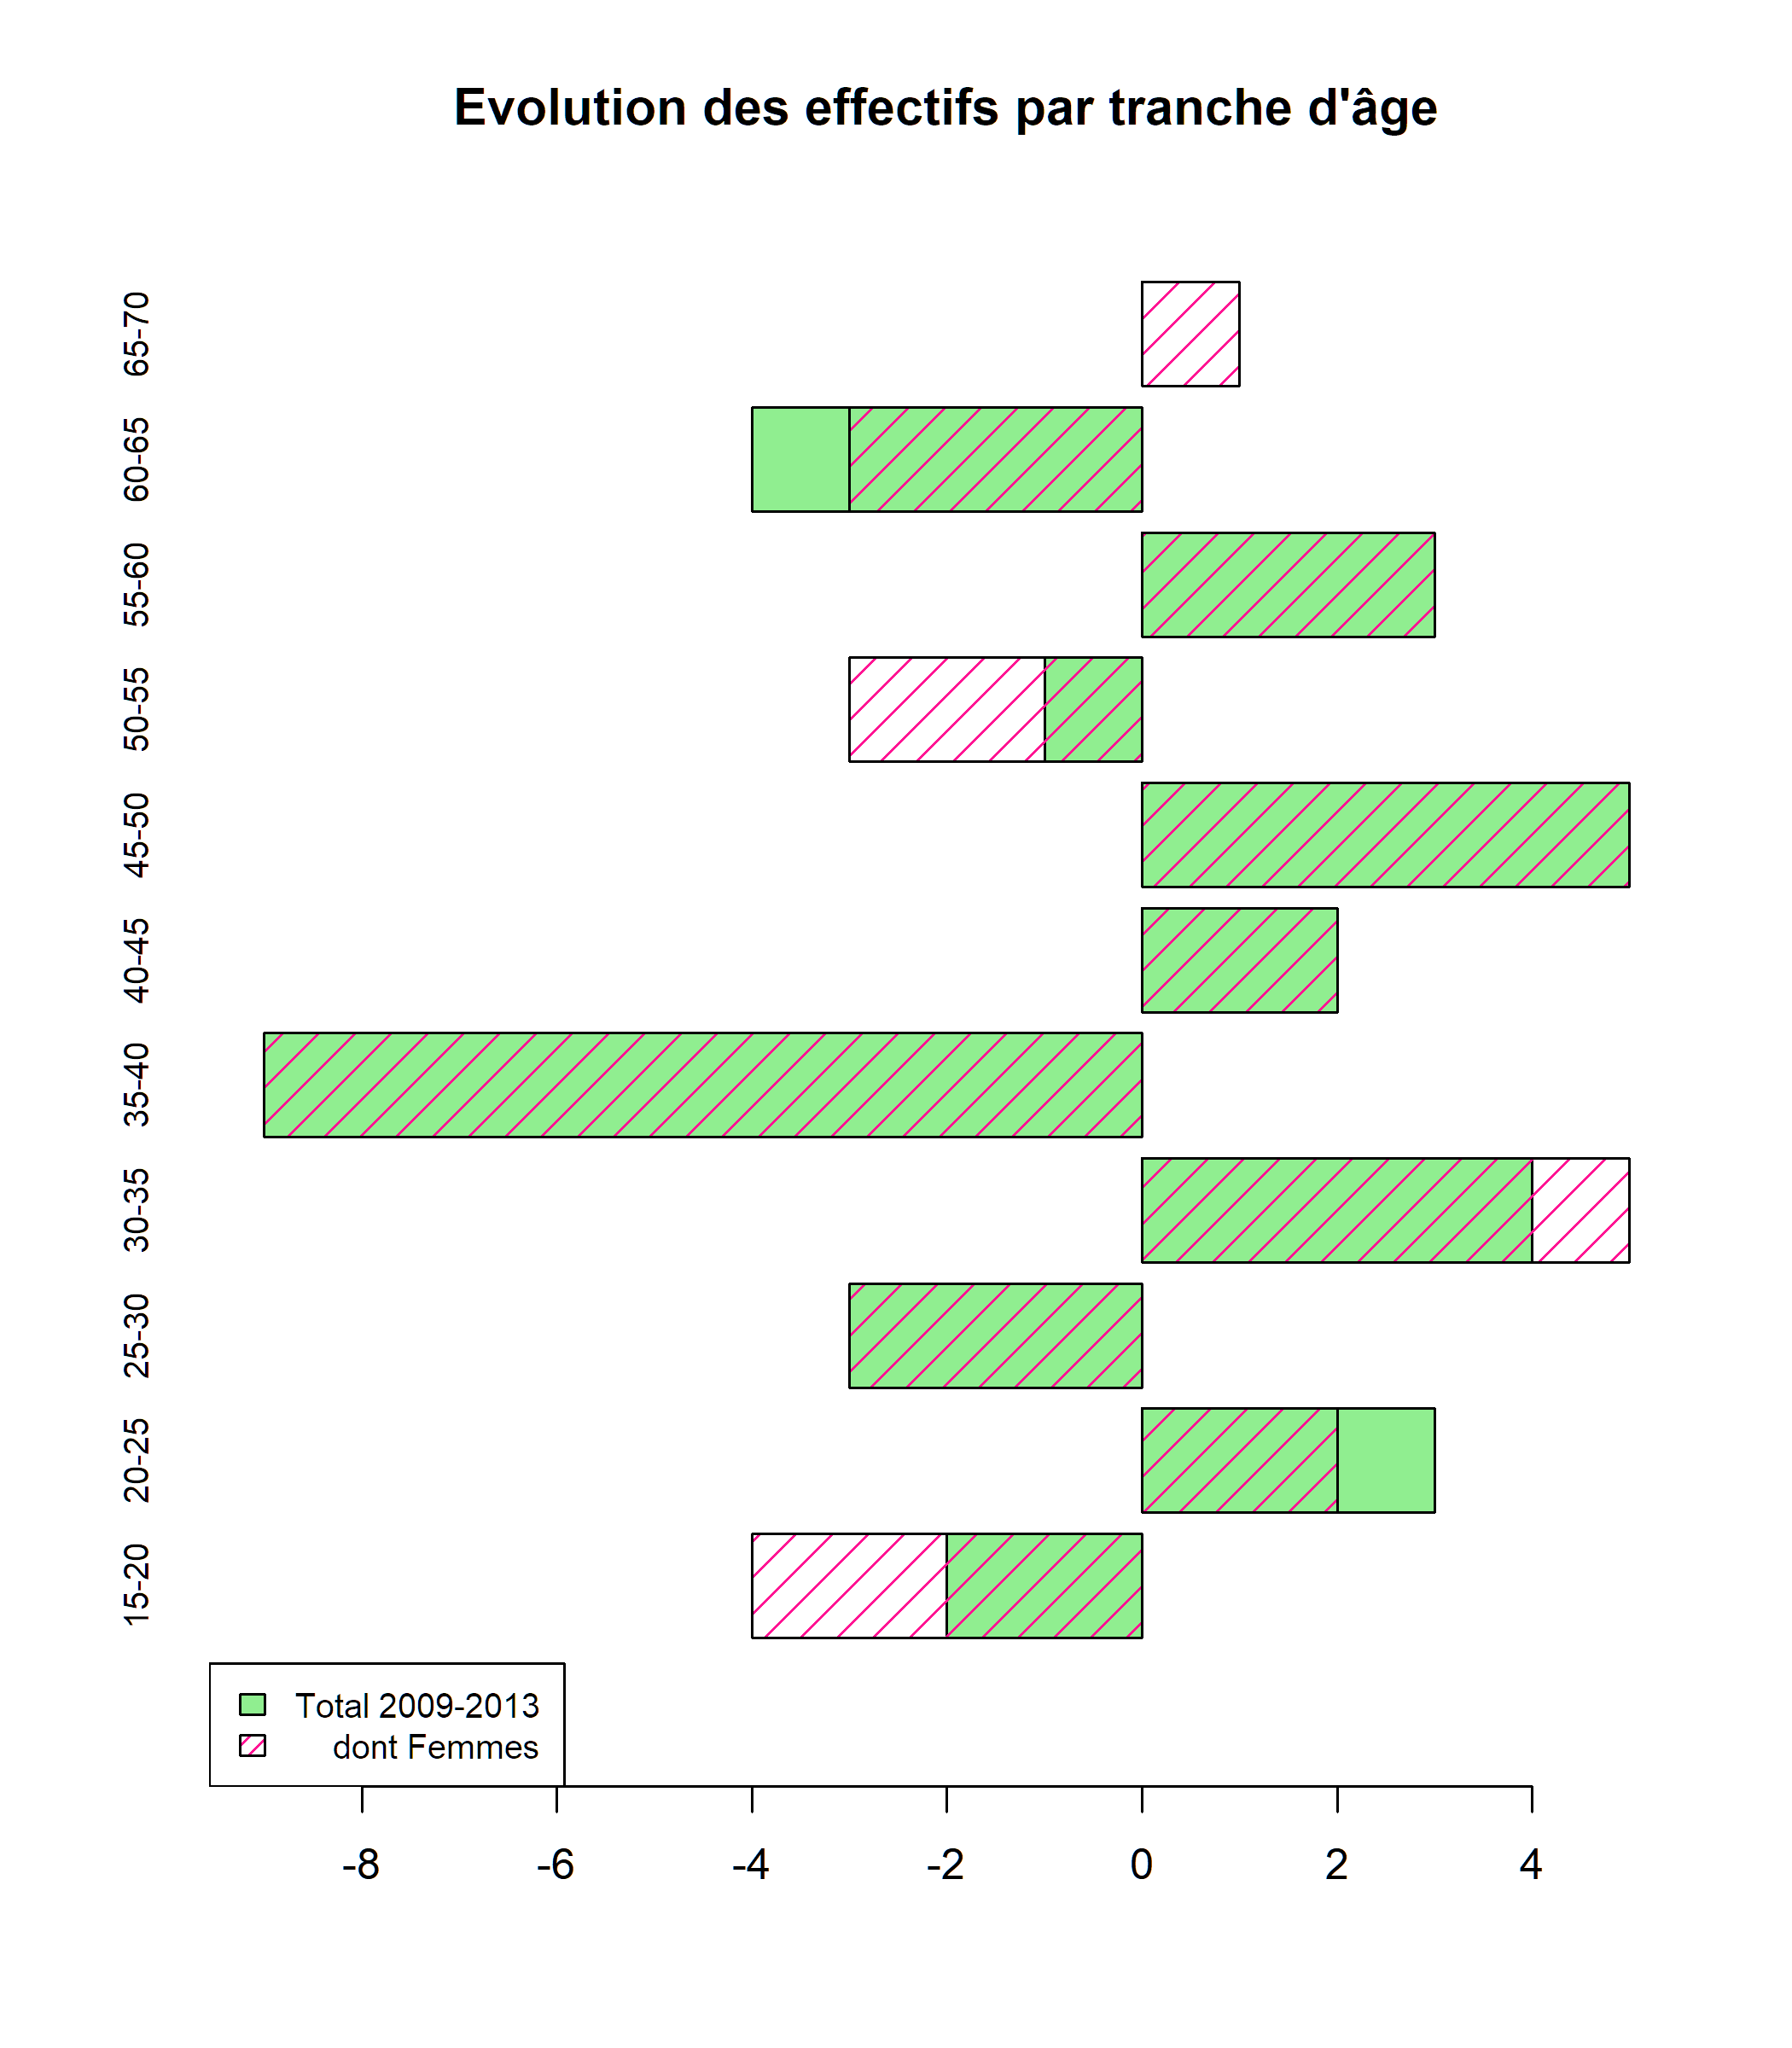 Evolution des effectifs par tranche d'âge
65-70
60-65
55-60
50-55
45-50
40-45
35-40
30-35
25-30
20-25
15-20
Total 2009-2013
dont Femmes
-8 -6 -4 -2 0 2 4